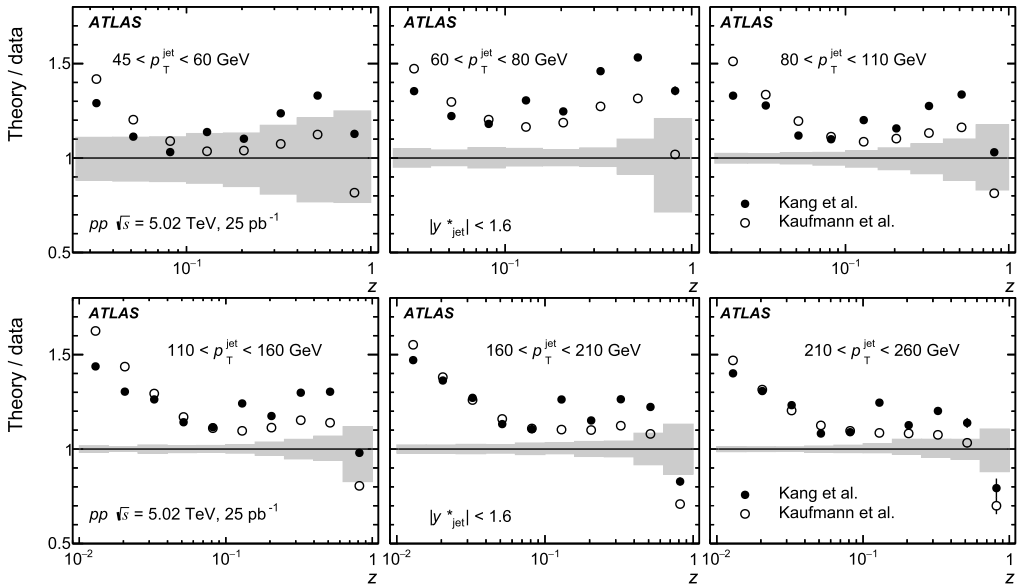 Theory / data
1.5
1
0.5
ATLAS
45 < p_T^jet < 60 GeV
pp √s = 5.02 TeV, 25 pb⁻¹
10⁻¹
1
z
ATLAS
60 < p_T^jet < 80 GeV
|y*_jet| < 1.6
10⁻¹
1
z
ATLAS
80 < p_T^jet < 110 GeV
Kang et al.
Kaufmann et al.
10⁻¹
1
z
Theory / data
1.5
1
0.5
ATLAS
110 < p_T^jet < 160 GeV
pp √s = 5.02 TeV, 25 pb⁻¹
10⁻²
10⁻¹
1
z
ATLAS
160 < p_T^jet < 210 GeV
|y*_jet| < 1.6
10⁻²
10⁻¹
1
z
ATLAS
210 < p_T^jet < 260 GeV
Kang et al.
Kaufmann et al.
10⁻²
10⁻¹
1
z